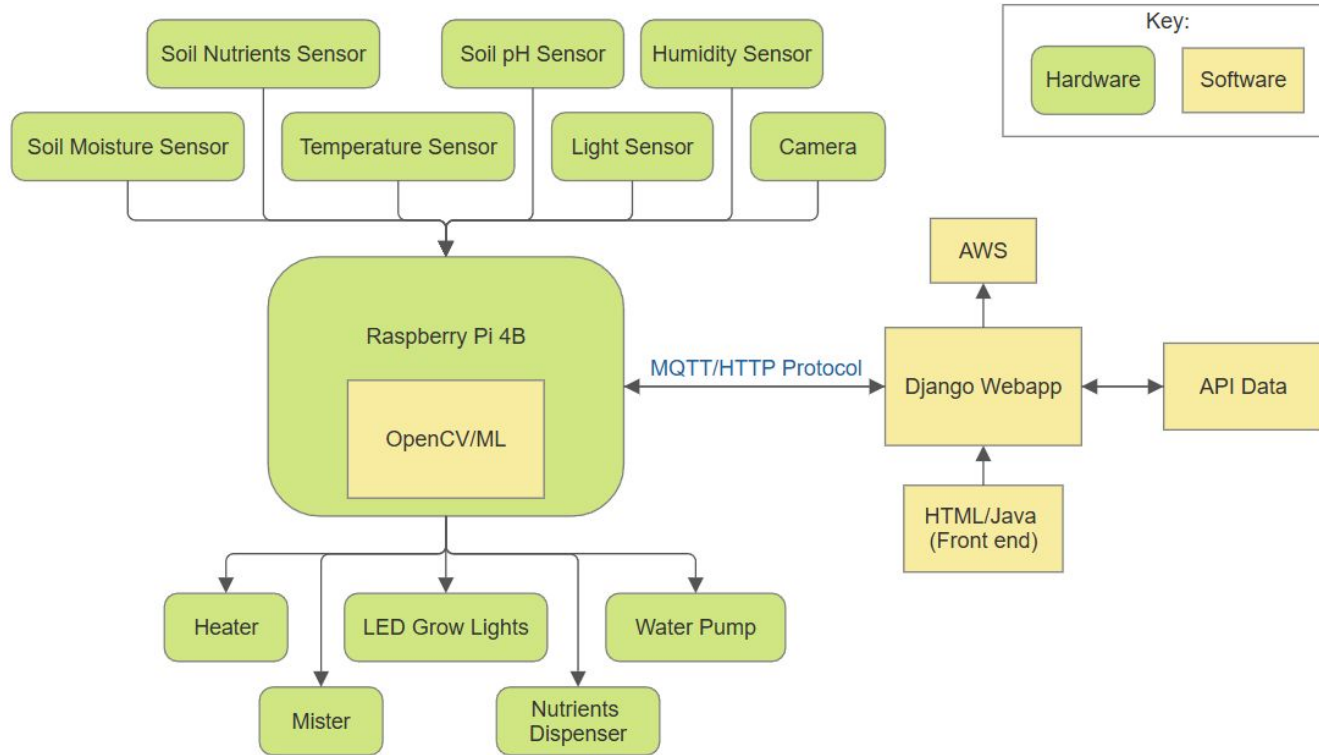 Key:
Hardware
Software
Soil Nutrients Sensor
Soil pH Sensor
Humidity Sensor
Soil Moisture Sensor
Temperature Sensor
Light Sensor
Camera
AWS
Raspberry Pi 4B
MQTT/HTTP Protocol
Django Webapp
API Data
OpenCV/ML
HTML/Java
(Front end)
Heater
LED Grow Lights
Water Pump
Mister
Nutrients
Dispenser